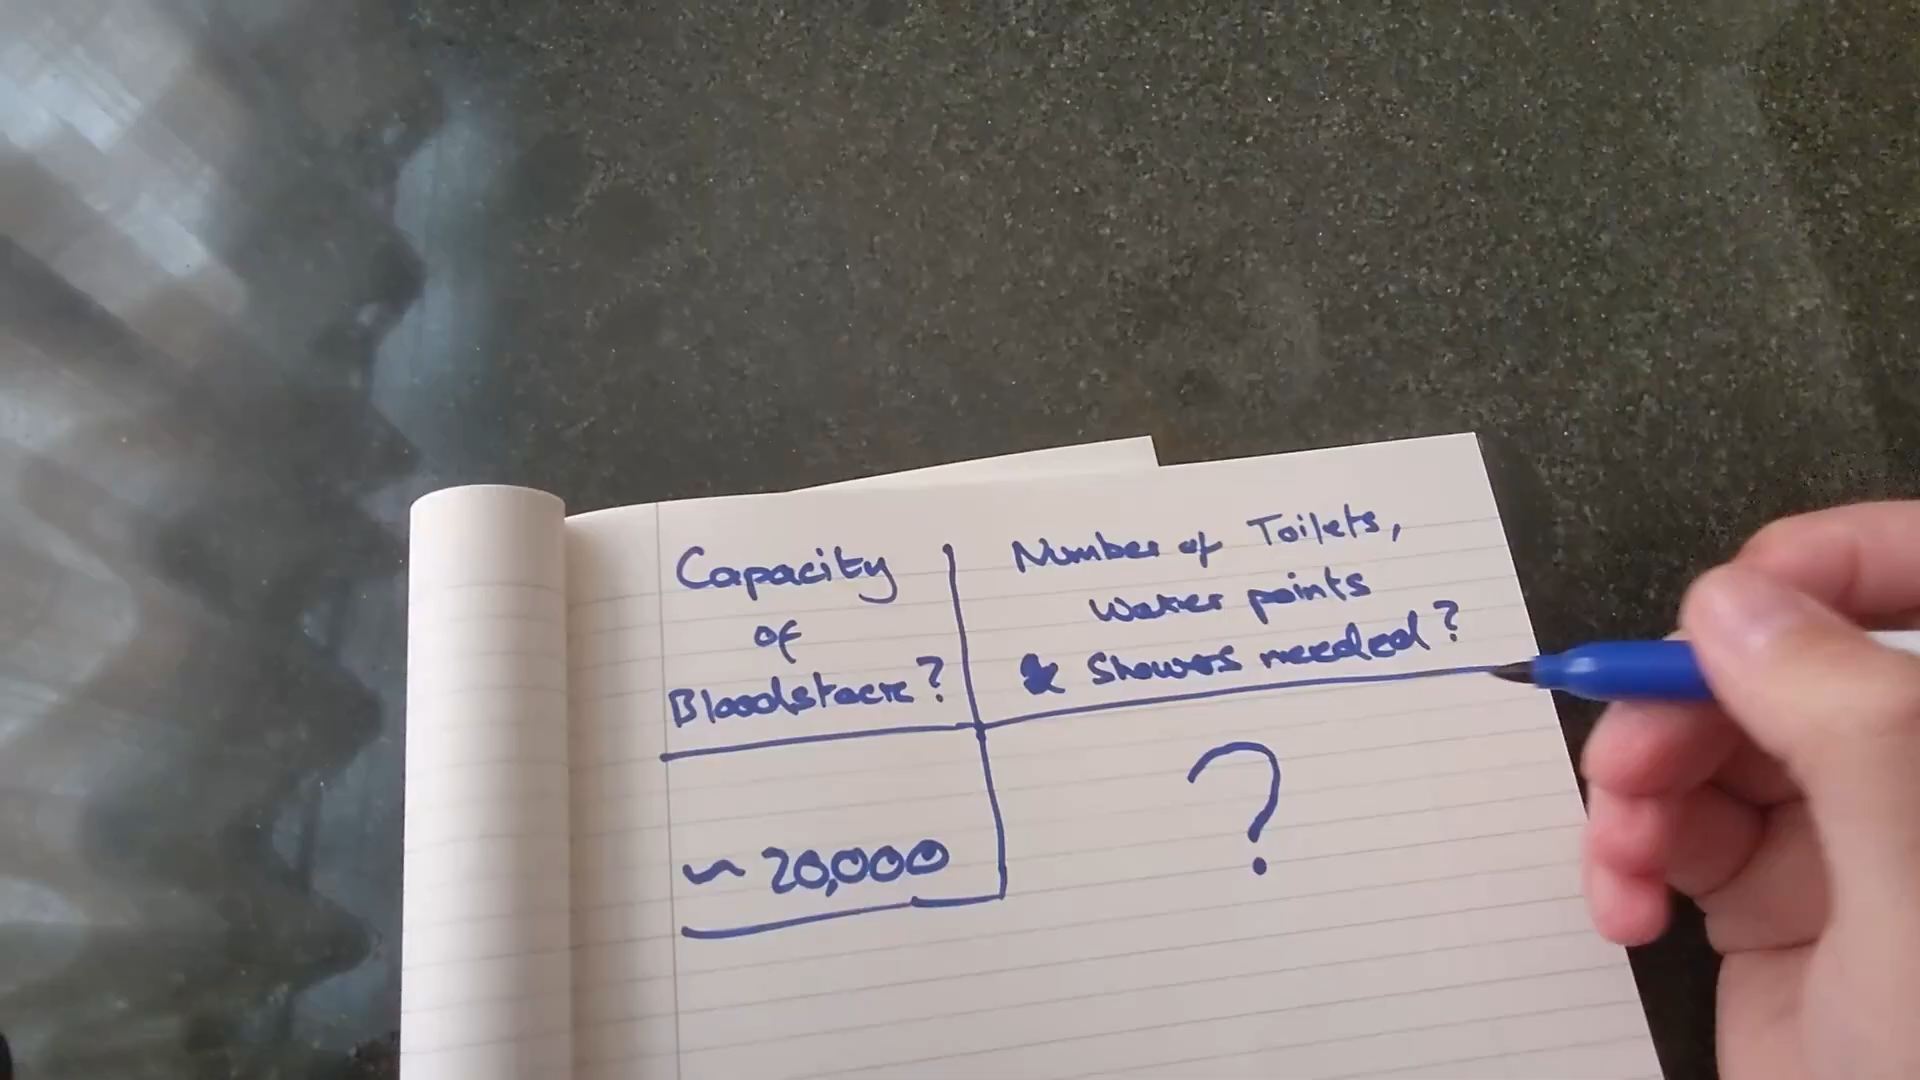 Capacity
of
Bloodstock?
Number of Toilets,
Water points
& Showers needed?
~ 20,000
?